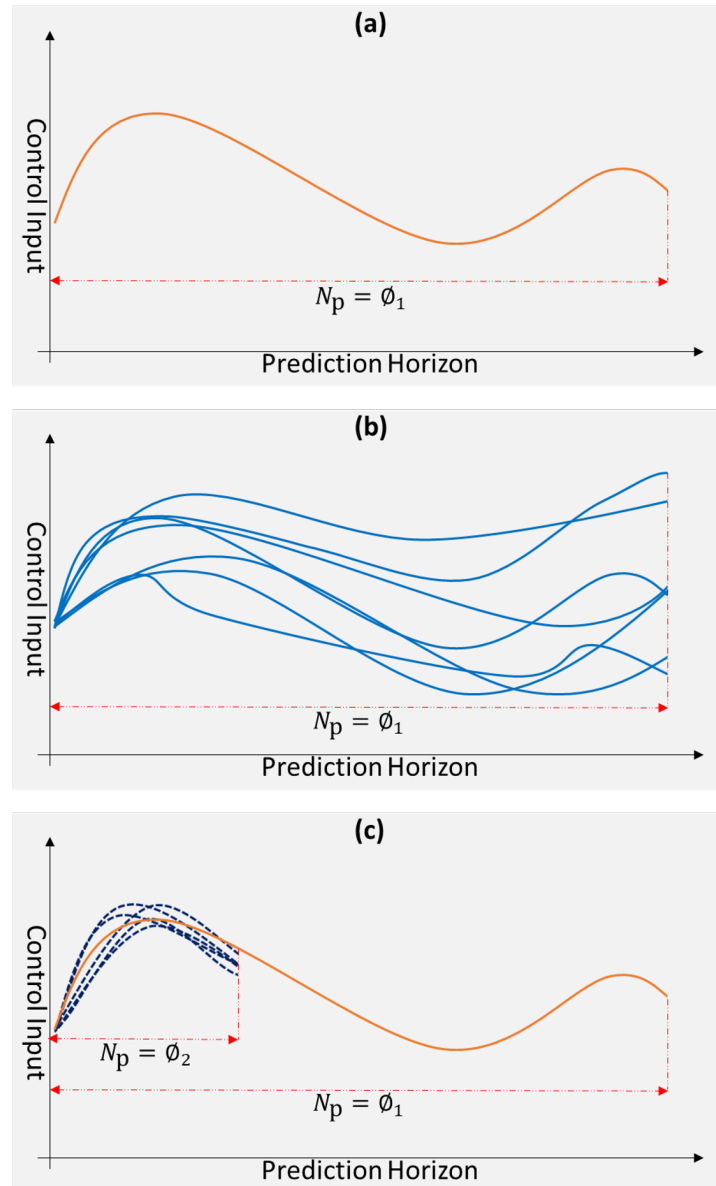 (a)
Control Input
Nₚ = ∅₁
Prediction Horizon
(b)
Control Input
Nₚ = ∅₁
Prediction Horizon
(c)
Control Input
Nₚ = ∅₂
Nₚ = ∅₁
Prediction Horizon